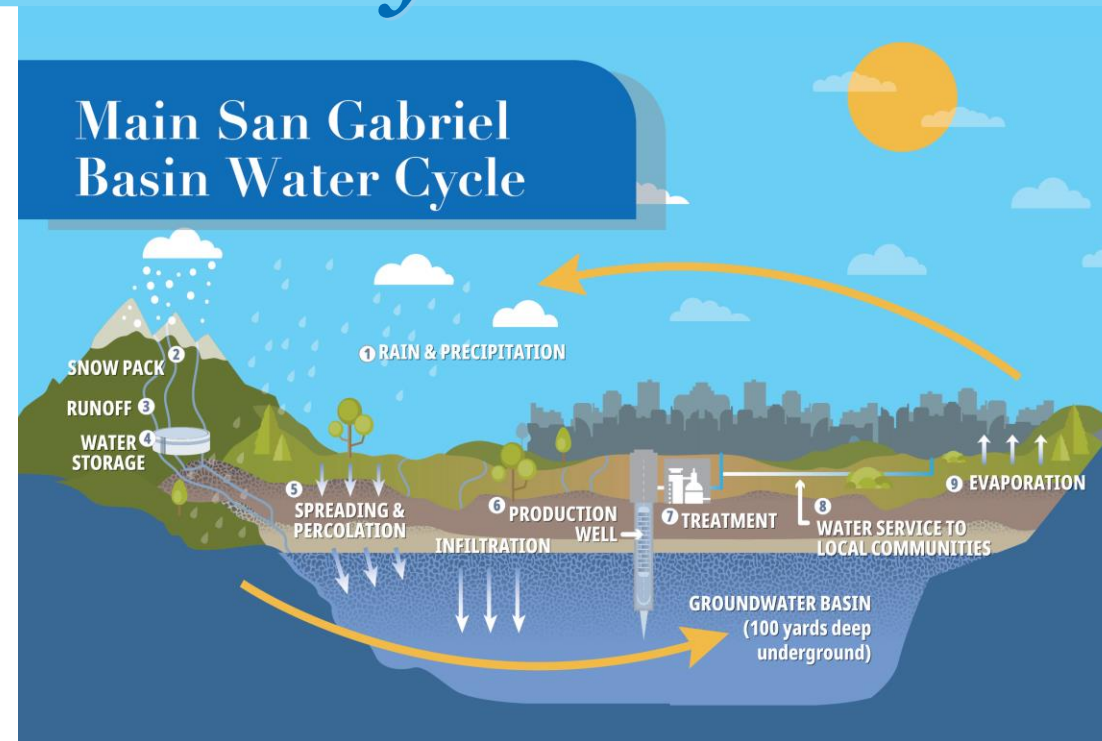 Main San Gabriel
Basin Water Cycle
1 RAIN & PRECIPITATION
2
SNOW PACK
RUNOFF 3
WATER 4
STORAGE
5
SPREADING &
PERCOLATION
INFILTRATION
6 PRODUCTION
WELL
7 TREATMENT
8
WATER SERVICE TO
LOCAL COMMUNITIES
9 EVAPORATION
GROUNDWATER BASIN
(100 yards deep
underground)